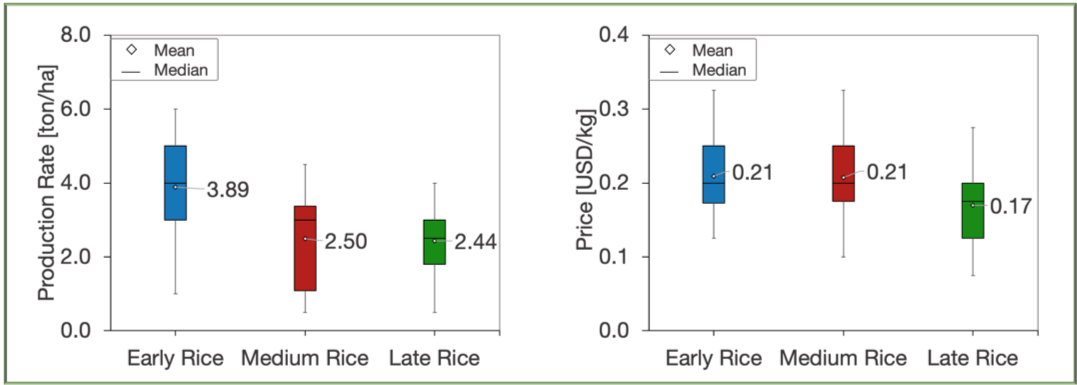 8.0
6.0
4.0
2.0
0.0
Production Rate [ton/ha]
Mean
Median
3.89
2.50
2.44
Early Rice Medium Rice Late Rice
0.4
0.3
0.2
0.1
0.0
Price [USD/kg]
Mean
Median
0.21
0.21
0.17
Early Rice Medium Rice Late Rice